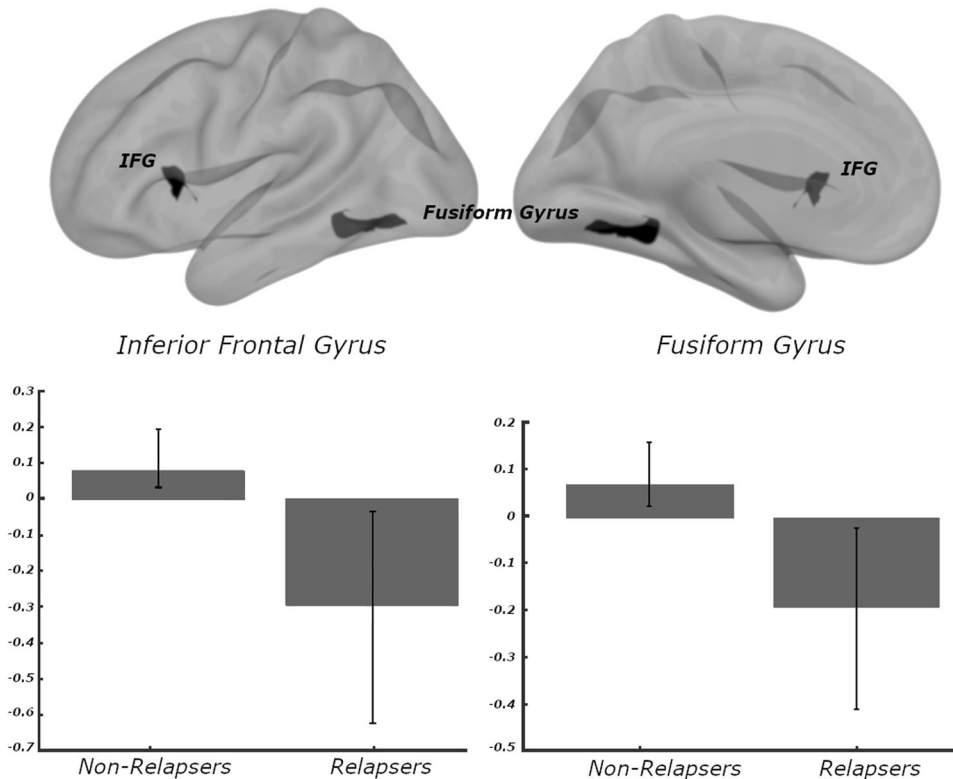 IFG
IFG
Fusiform Gyrus
Inferior Frontal Gyrus
Fusiform Gyrus
0.3
0.2
0.1
0
-0.1
-0.2
-0.3
-0.4
-0.5
-0.6
-0.7
Non-Relapsers
Relapsers
0.2
0.1
0
-0.1
-0.2
-0.3
-0.4
-0.5
Non-Relapsers
Relapsers